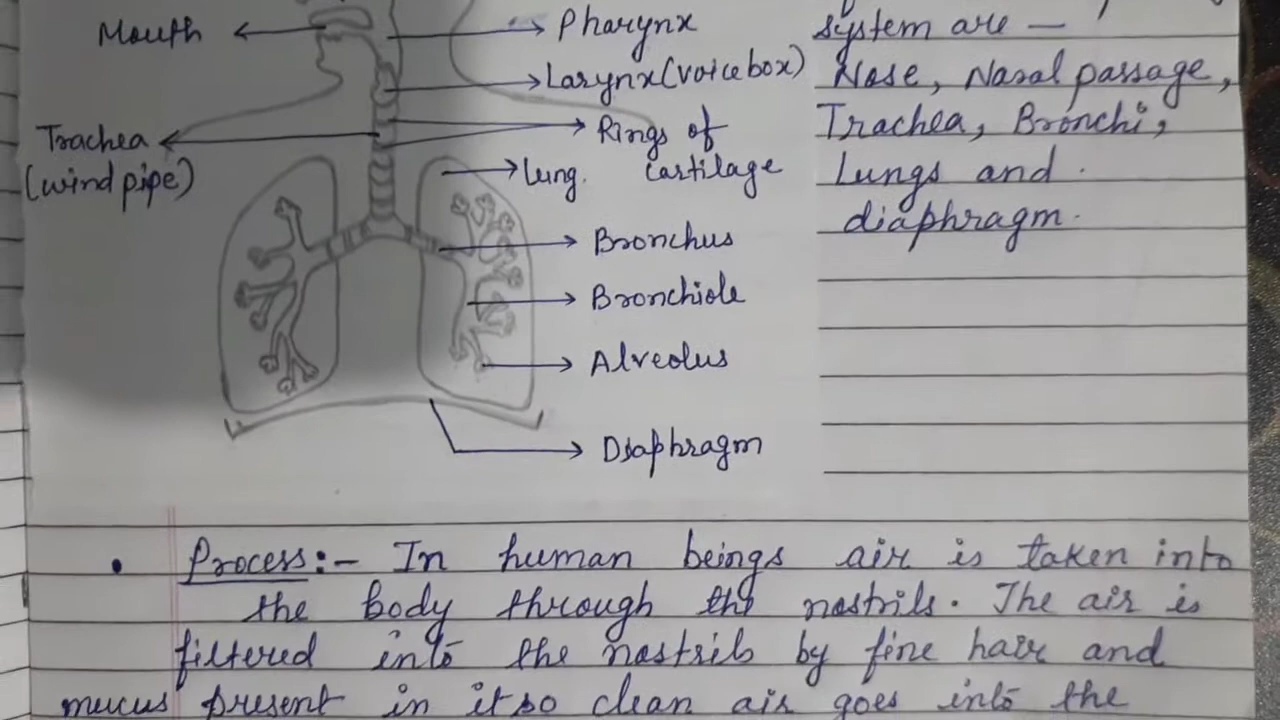 Mouth
Pharynx
Larynx(voice box)
Trachea
(wind pipe)
Rings of
cartilage
Lung.
Bronchus
Bronchiole
Alveolus
Diaphragm
system are —
Nose, Nasal passage,
Trachea, Bronchi,
Lungs and
diaphragm.
• Process:- In human beings air is taken into
the body through the nostrils. The air is
filtered into the nostrils by fine hair and
mucus present in it so clean air goes into the